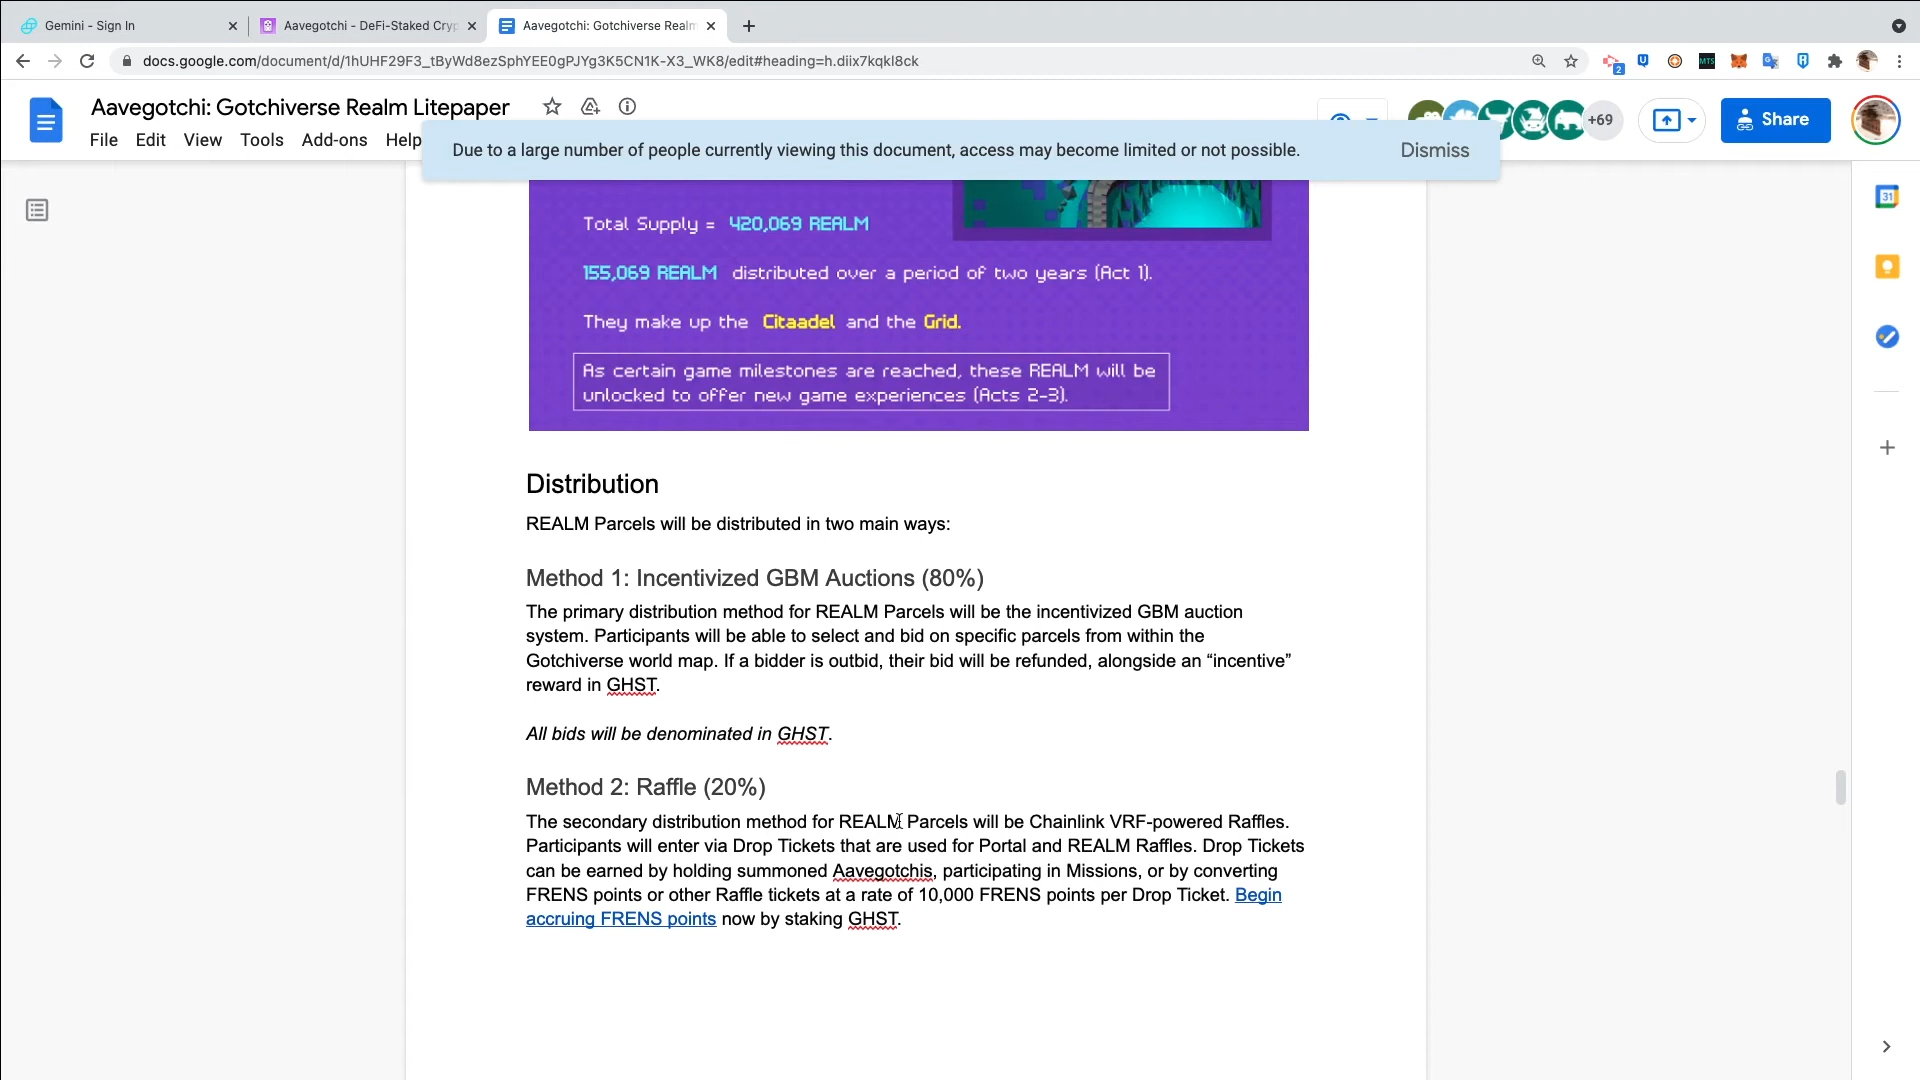 Gemini - Sign In
Aavegotchi - DeFi-Staked Cryp
Aavegotchi: Gotchiverse Realm
docs.google.com/document/d/1hUHF29F3_tByWd8ezSphYEE0gPJYg3K5CN1K-X3_WK8/edit#heading=h.diix7kqkl8ck
2
MTS
Aavegotchi: Gotchiverse Realm Litepaper
File Edit View Tools Add-ons Help
+69
Share
Due to a large number of people currently viewing this document, access may become limited or not possible.
Dismiss
31
Total Supply = 420,069 REALM
155,069 REALM distributed over a period of two years (Act 1).
They make up the Citaadel and the Grid.
As certain game milestones are reached, these REALM will be
unlocked to offer new game experiences (Acts 2-3).
Distribution
REALM Parcels will be distributed in two main ways:
Method 1: Incentivized GBM Auctions (80%)
The primary distribution method for REALM Parcels will be the incentivized GBM auction
system. Participants will be able to select and bid on specific parcels from within the
Gotchiverse world map. If a bidder is outbid, their bid will be refunded, alongside an “incentive”
reward in GHST.
All bids will be denominated in GHST.
Method 2: Raffle (20%)
The secondary distribution method for REALM Parcels will be Chainlink VRF-powered Raffles.
Participants will enter via Drop Tickets that are used for Portal and REALM Raffles. Drop Tickets
can be earned by holding summoned Aavegotchis, participating in Missions, or by converting
FRENS points or other Raffle tickets at a rate of 10,000 FRENS points per Drop Ticket. Begin
accruing FRENS points now by staking GHST.